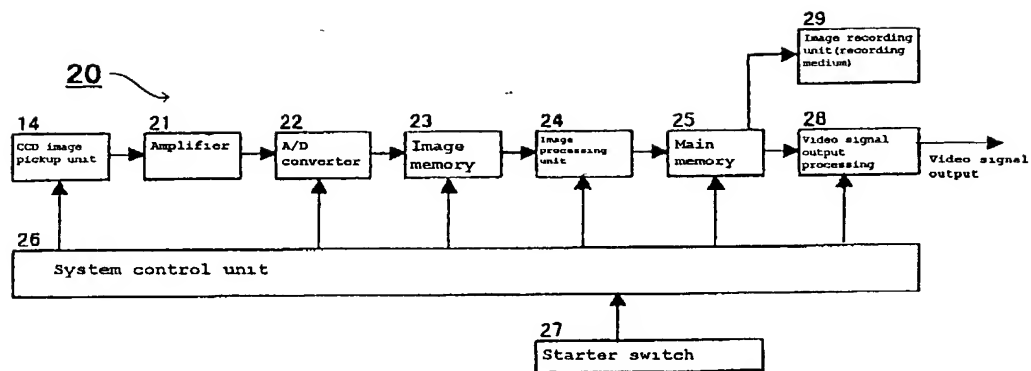 29
Image recording
unit(recording
medium)
20
14
CCD image
pickup unit
21
Amplifier
22
A/D
converter
23
Image
memory
24
Image
processing
unit
25
Main
memory
28
Video signal
output
processing
Video signal
output
26
System control unit
27
Starter switch